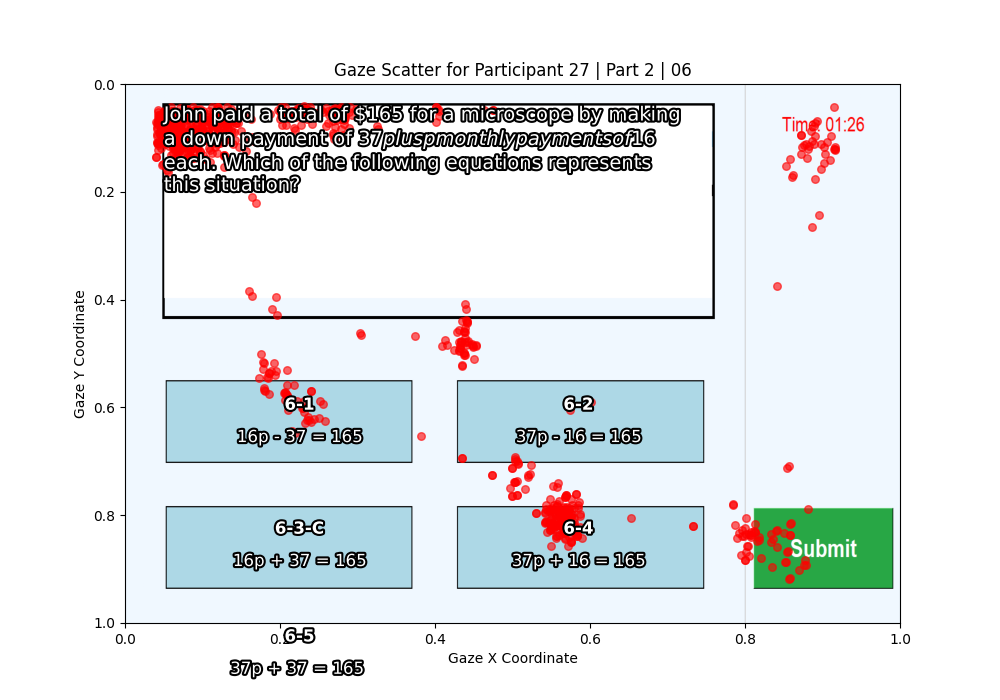 Gaze Scatter for Participant 27 | Part 2 | 06
John paid a total of $165 for a microscope by making
a down payment of 37pluspmonthlypaymentsof16
each. Which of the following equations represents
this situation?
Time: 01:26
6-1
16p - 37 = 165
6-2
37p - 16 = 165
6-3-C
16p + 37 = 165
6-4
37p + 16 = 165
Submit
6-5
37p + 37 = 165
0.0
0.2
0.4
0.6
0.8
1.0
Gaze Y Coordinate
0.0
0.2
0.4
0.6
0.8
1.0
Gaze X Coordinate